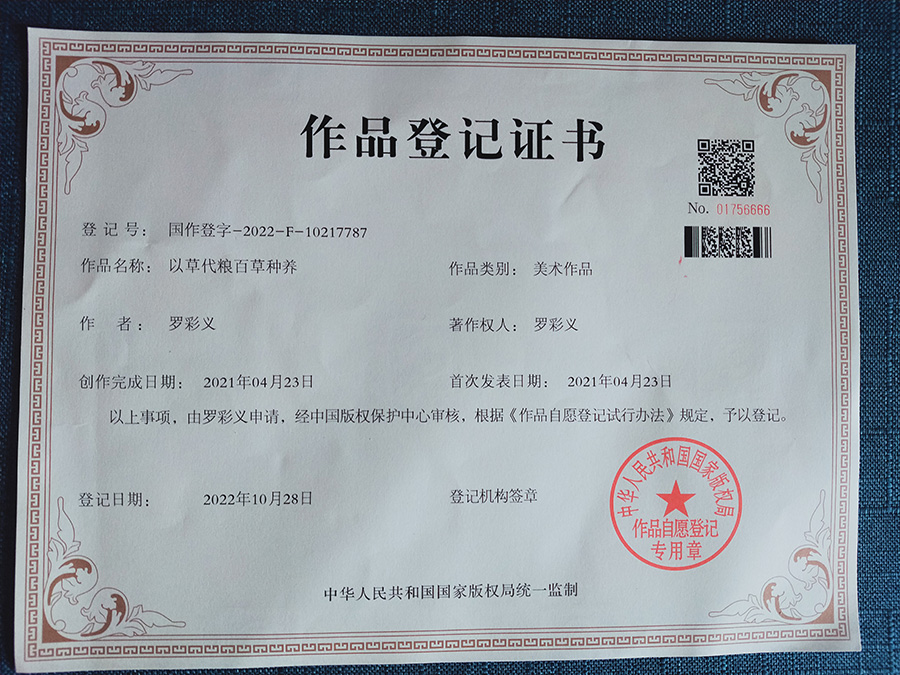 作品登记证书
No. 01756666
登 记 号： 国作登字-2022-F-10217787
作品名称： 以草代粮百草种养
作品类别： 美术作品
作 者： 罗彩义
著作权人： 罗彩义
创作完成日期： 2021年04月23日
首次发表日期： 2021年04月23日
以上事项，由罗彩义申请，经中国版权保护中心审核，根据《作品自愿登记试行办法》规定，予以登记。
登记日期： 2022年10月28日
登记机构签章
中华人民共和国国家版权局
作品自愿登记
专用章
中华人民共和国国家版权局统一监制